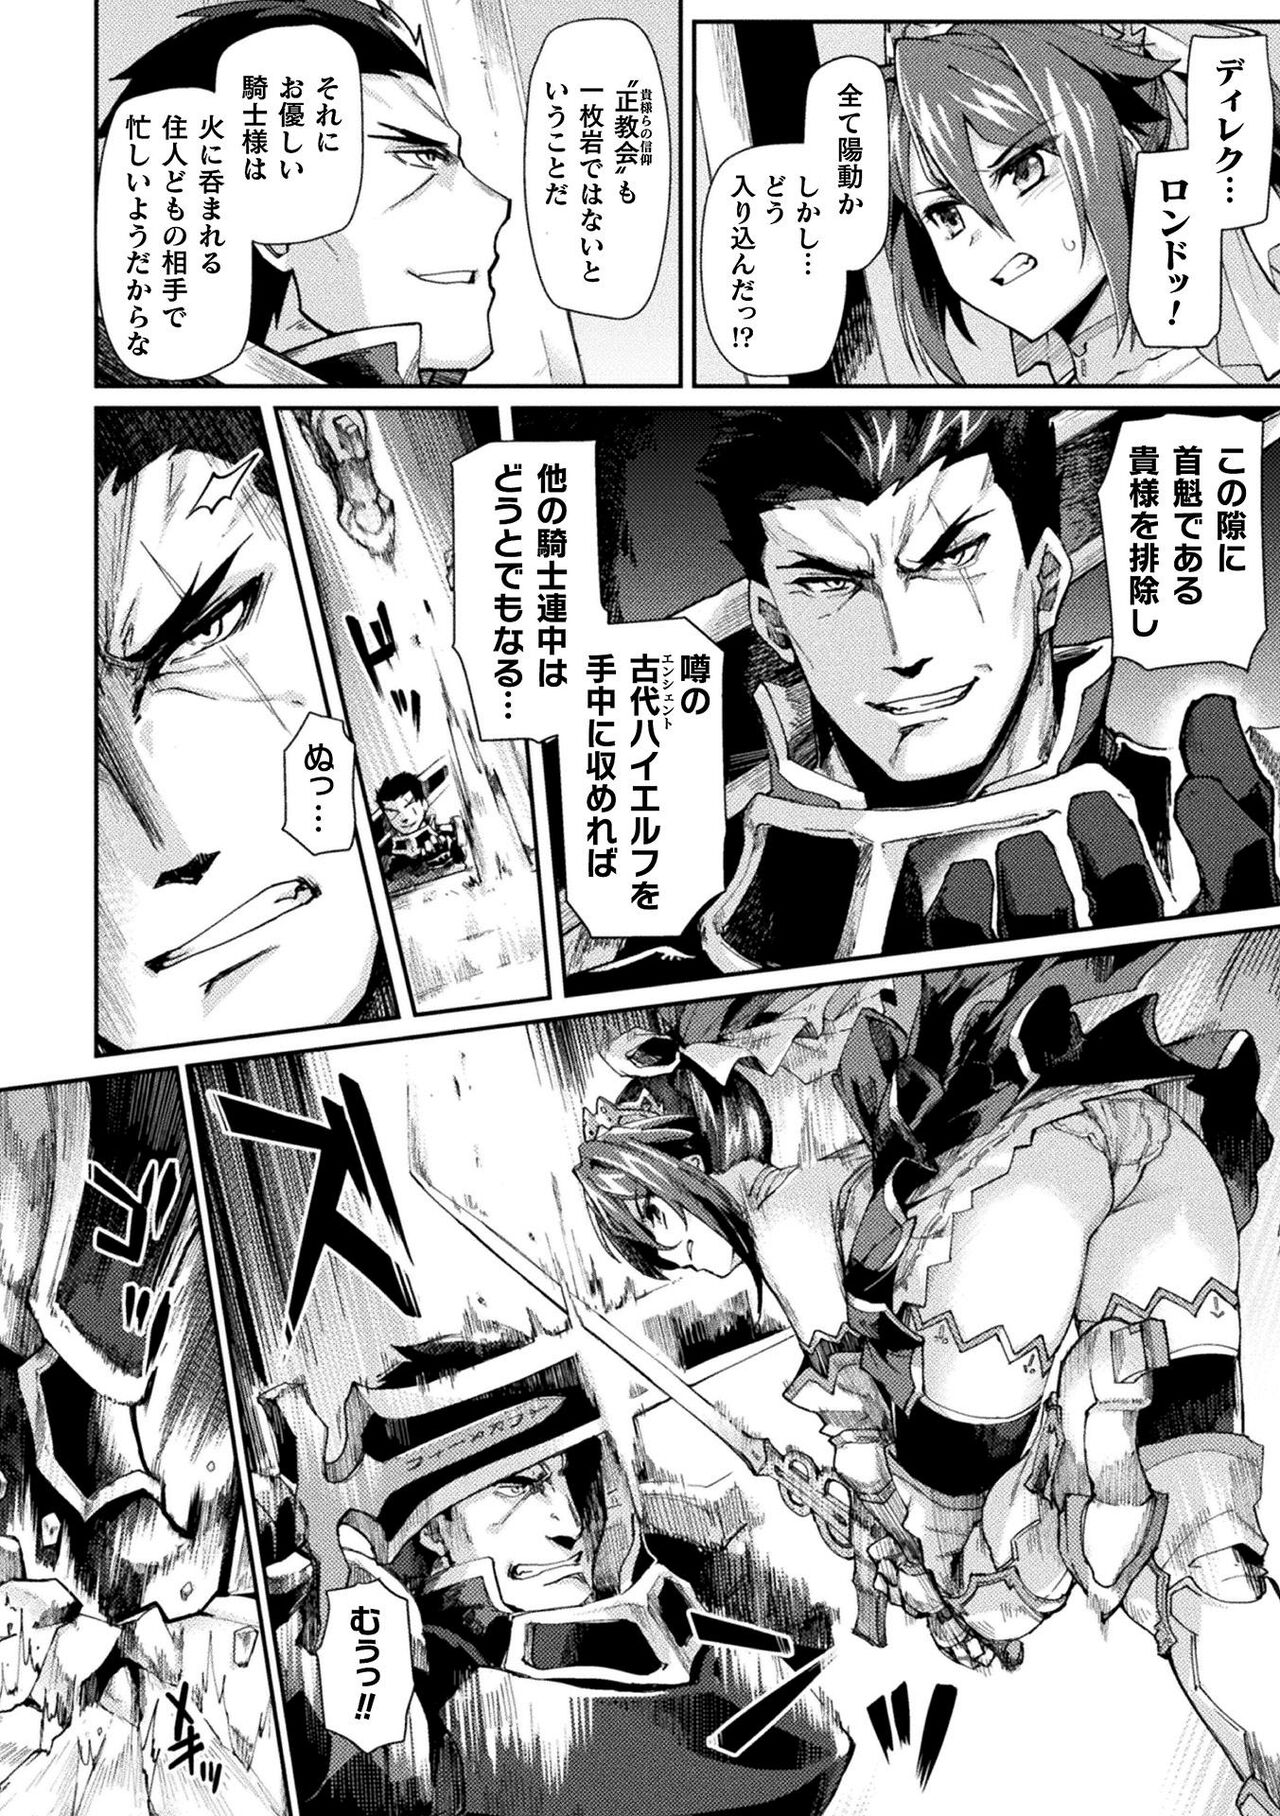 ディレク…
ロンドッ！
全て陽動か
しかし…
どう
入り込んだっ!?
〝正教会〟も
貴様らの信仰
一枚岩ではないと
いうことだ
それに
お優しい
騎士様は
火に呑まれる
住人どもの相手で
忙しいようだからな
この隙に
首魁である
貴様を排除し
噂の
古代ハイエルフを
エンシェント
手中に収めれば
他の騎士連中は
どうとでもなる…
ドドッ
ぬっ…
ズン
むうっ!!
ゴゴ
メキメキ